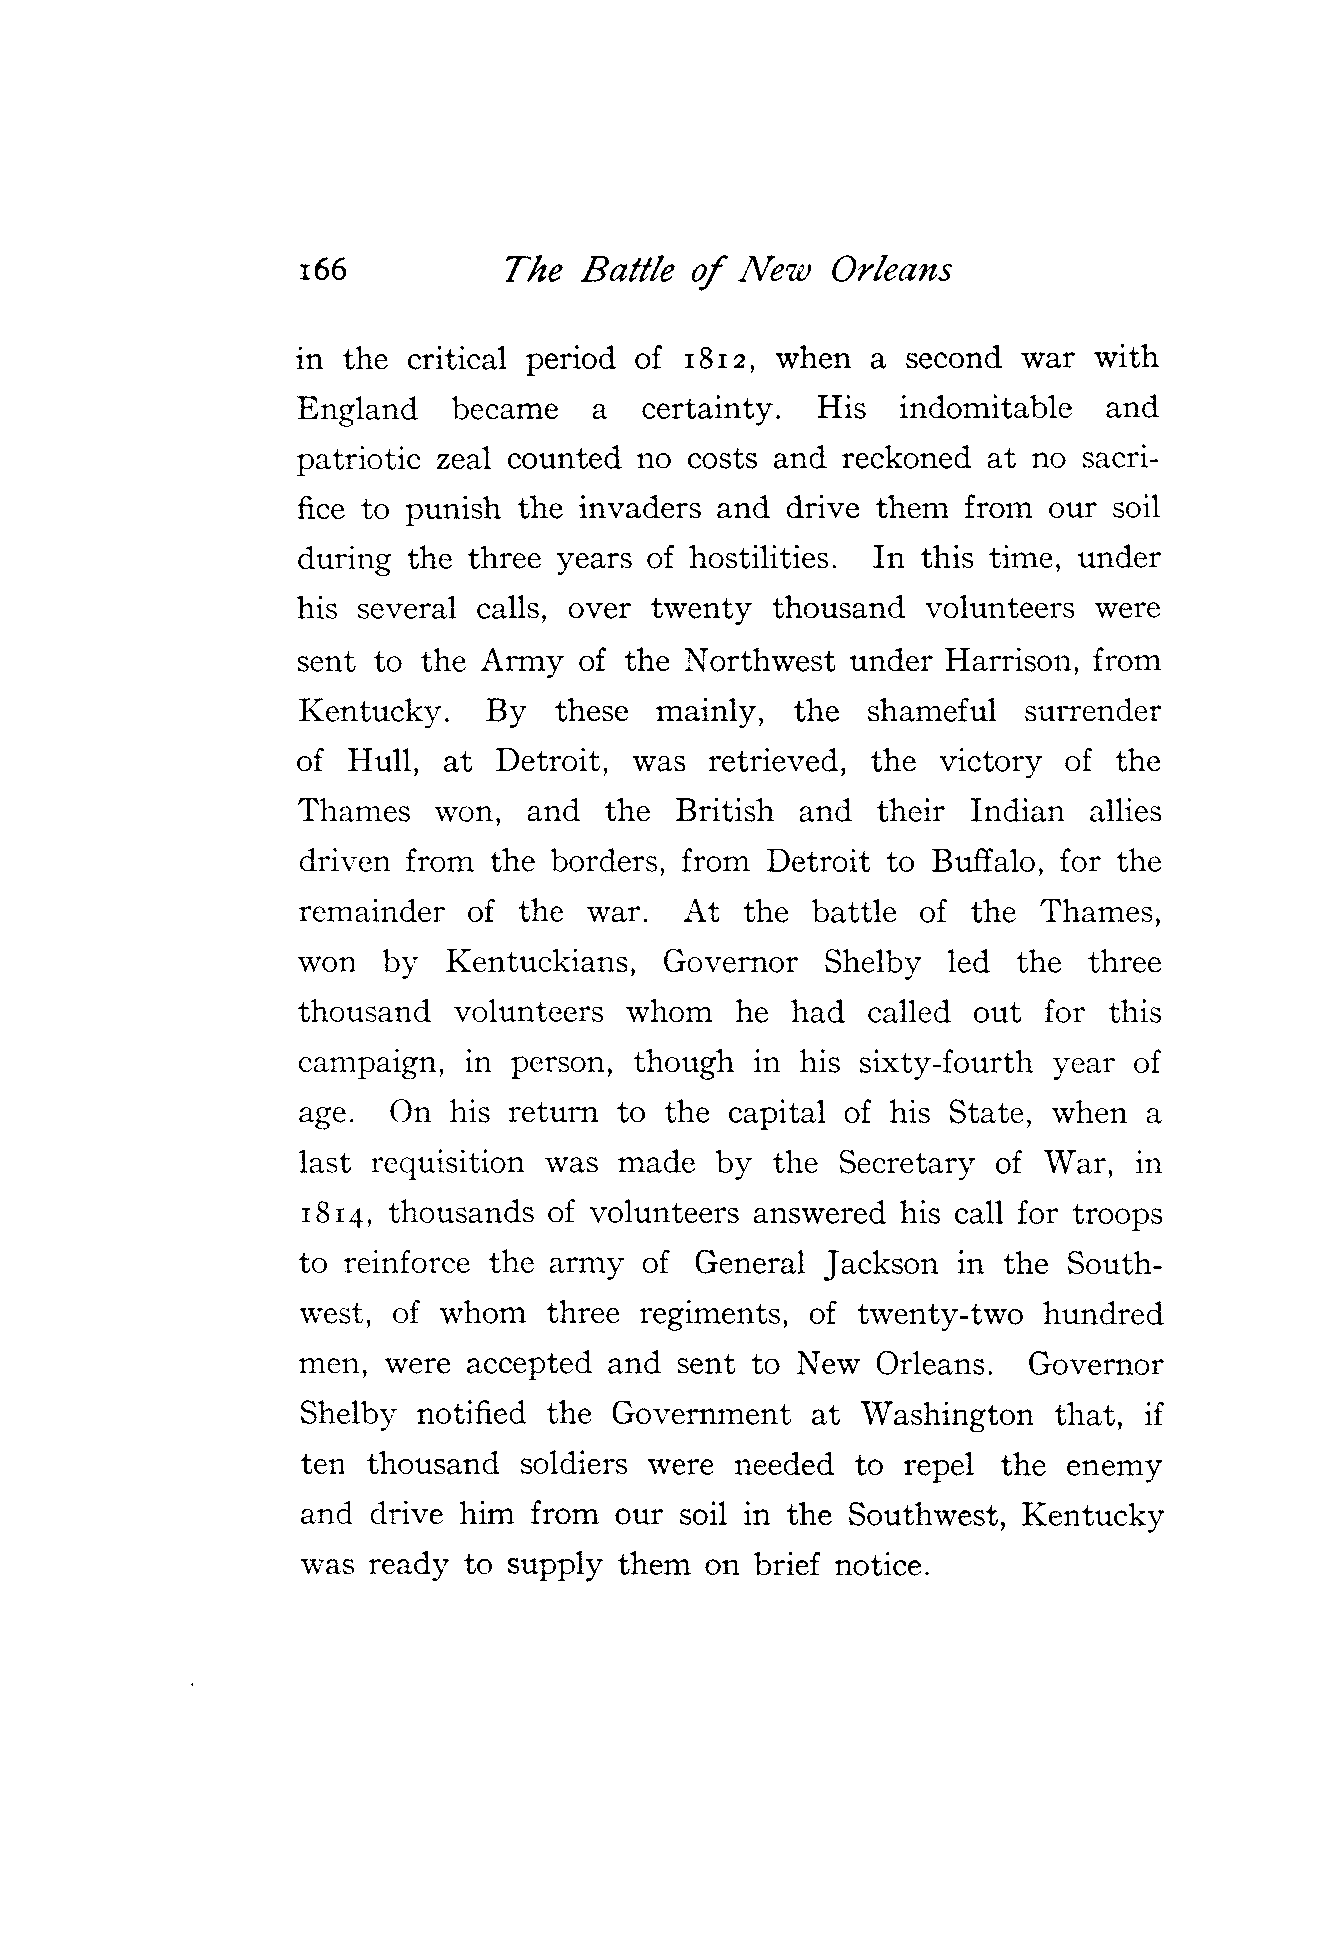 166 The Battle of New Orleans
in the critical period of 1812, when a second war with
England became a certainty. His indomitable and
patriotic zeal counted no costs and reckoned at no sacri-
fice to punish the invaders and drive them from our soil
during the three years of hostilities. In this time, under
his several calls, over twenty thousand volunteers were
sent to the Army of the Northwest under Harrison, from
Kentucky. By these mainly, the shameful surrender
of Hull, at Detroit, was retrieved, the victory of the
Thames won, and the British and their Indian allies
driven from the borders, from Detroit to Buffalo, for the
remainder of the war. At the battle of the Thames,
won by Kentuckians, Governor Shelby led the three
thousand volunteers whom he had called out for this
campaign, in person, though in his sixty-fourth year of
age. On his return to the capital of his State, when a
last requisition was made by the Secretary of War, in
1814, thousands of volunteers answered his call for troops
to reinforce the army of General Jackson in the South-
west, of whom three regiments, of twenty-two hundred
men, were accepted and sent to New Orleans. Governor
Shelby notified the Government at Washington that, if
ten thousand soldiers were needed to repel the enemy
and drive him from our soil in the Southwest, Kentucky
was ready to supply them on brief notice.